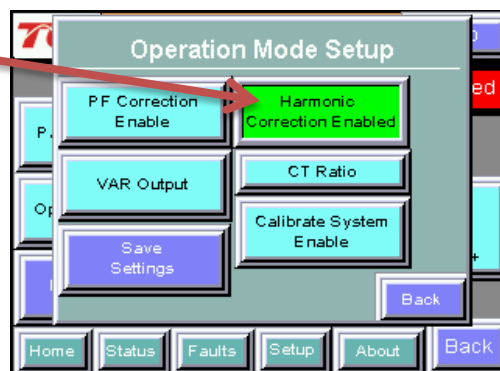 Operation Mode Setup
PF Correction
Enable
Harmonic
Correction Enabled
VAR Output
CT Ratio
Calibrate System
Enable
Save
Settings
Back
Home
Status
Faults
Setup
About
Back